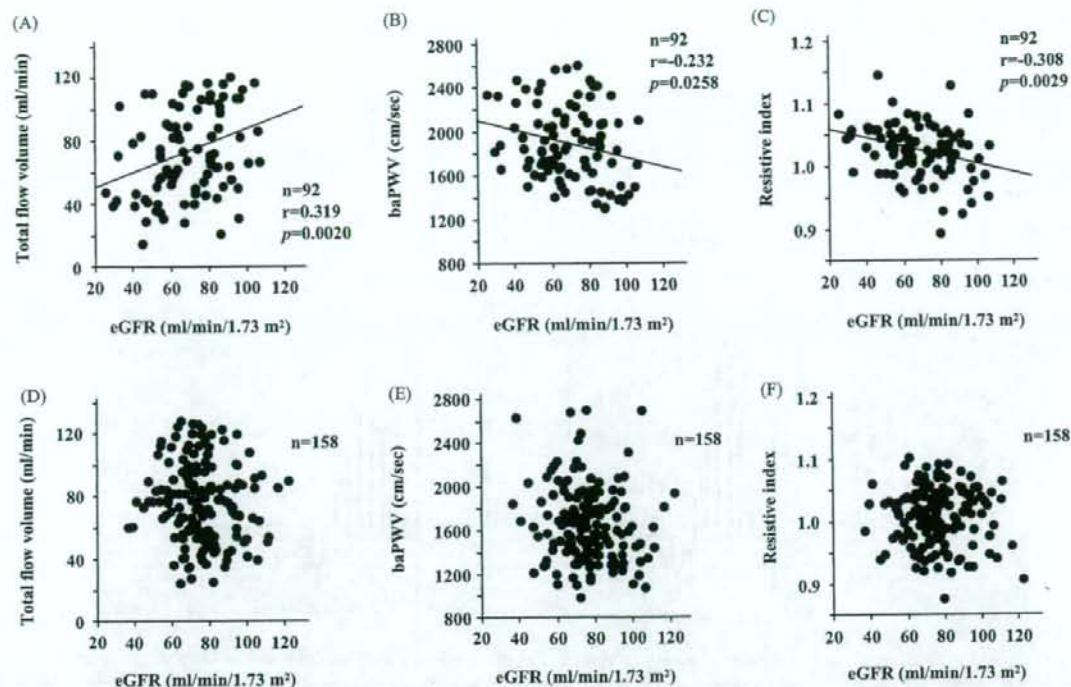 (A)
Total flow volume (ml/min)
120
80
40
0
20 40 60 80 100 120
eGFR (ml/min/1.73 m²)
n=92
r=0.319
p=0.0020
(B)
baPWV (cm/sec)
2800
2400
2000
1600
1200
800
20 40 60 80 100 120
eGFR (ml/min/1.73 m²)
n=92
r=-0.232
p=0.0258
(C)
Resistive index
1.2
1.1
1.0
0.9
20 40 60 80 100 120
eGFR (ml/min/1.73 m²)
n=92
r=-0.308
p=0.0029
(D)
Total flow volume (ml/min)
120
80
40
0
20 40 60 80 100 120
eGFR (ml/min/1.73 m²)
n=158
(E)
baPWV (cm/sec)
2800
2400
2000
1600
1200
800
20 40 60 80 100 120
eGFR (ml/min/1.73 m²)
n=158
(F)
Resistive index
1.2
1.1
1.0
0.9
20 40 60 80 100 120
eGFR (ml/min/1.73 m²)
n=158